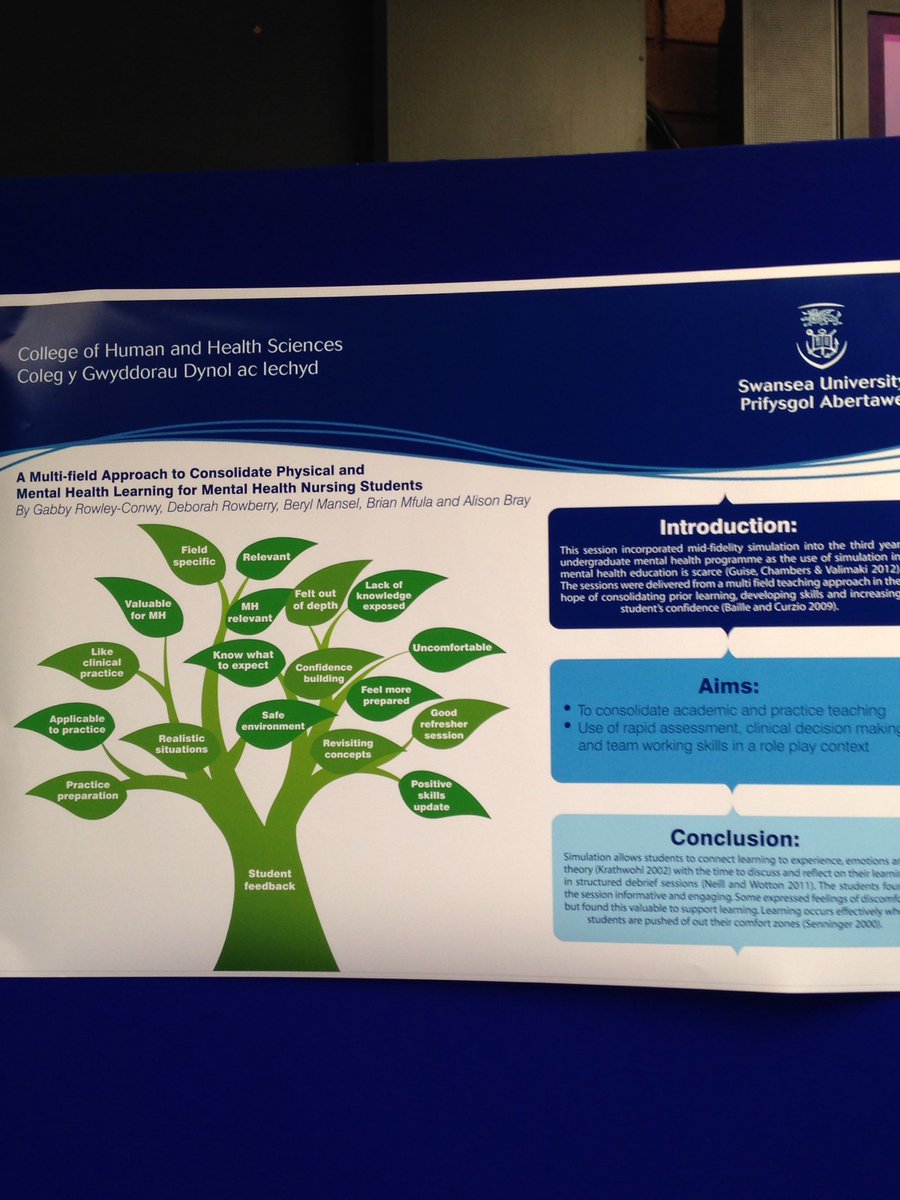 College of Human and Health Sciences
Coleg y Gwyddorau Dynol ac Iechyd
Swansea University
Prifysgol Abertawe
A Multi-field Approach to Consolidate Physical and
Mental Health Learning for Mental Health Nursing Students
By Gabby Rowley-Conwy, Deborah Rowberry, Beryl Mansel, Brian Mfula and Alison Bray
Field
specific
Relevant
Valuable
for MH
MH
relevant
Felt out
of depth
Lack of
knowledge
exposed
Like
clinical
practice
Know what
to expect
Confidence
building
Uncomfortable
Applicable
to practice
Realistic
situations
Safe
environment
Feel more
prepared
Good
refresher
session
Revisiting
concepts
Practice
preparation
Positive
skills
update
Student
feedback
Introduction:
This session incorporated mid-fidelity simulation into the third year
undergraduate mental health programme as the use of simulation in
mental health education is scarce (Guise, Chambers & Valimaki 2012).
The sessions were delivered from a multi field teaching approach in the
hope of consolidating prior learning, developing skills and increasing
student's confidence (Baille and Curzio 2009).
Aims:
• To consolidate academic and practice teaching
• Use of rapid assessment, clinical decision making
and team working skills in a role play context
Conclusion:
Simulation allows students to connect learning to experience, emotions
theory (Krathwohl 2002) with the time to discuss and reflect on their
in structured debrief sessions (Neill and Wotton 2011). The students
the session informative and engaging. Some expressed feelings of
but found this valuable to support learning. Learning occurs effectively
students are pushed of out their comfort zones (Senninger 2000).